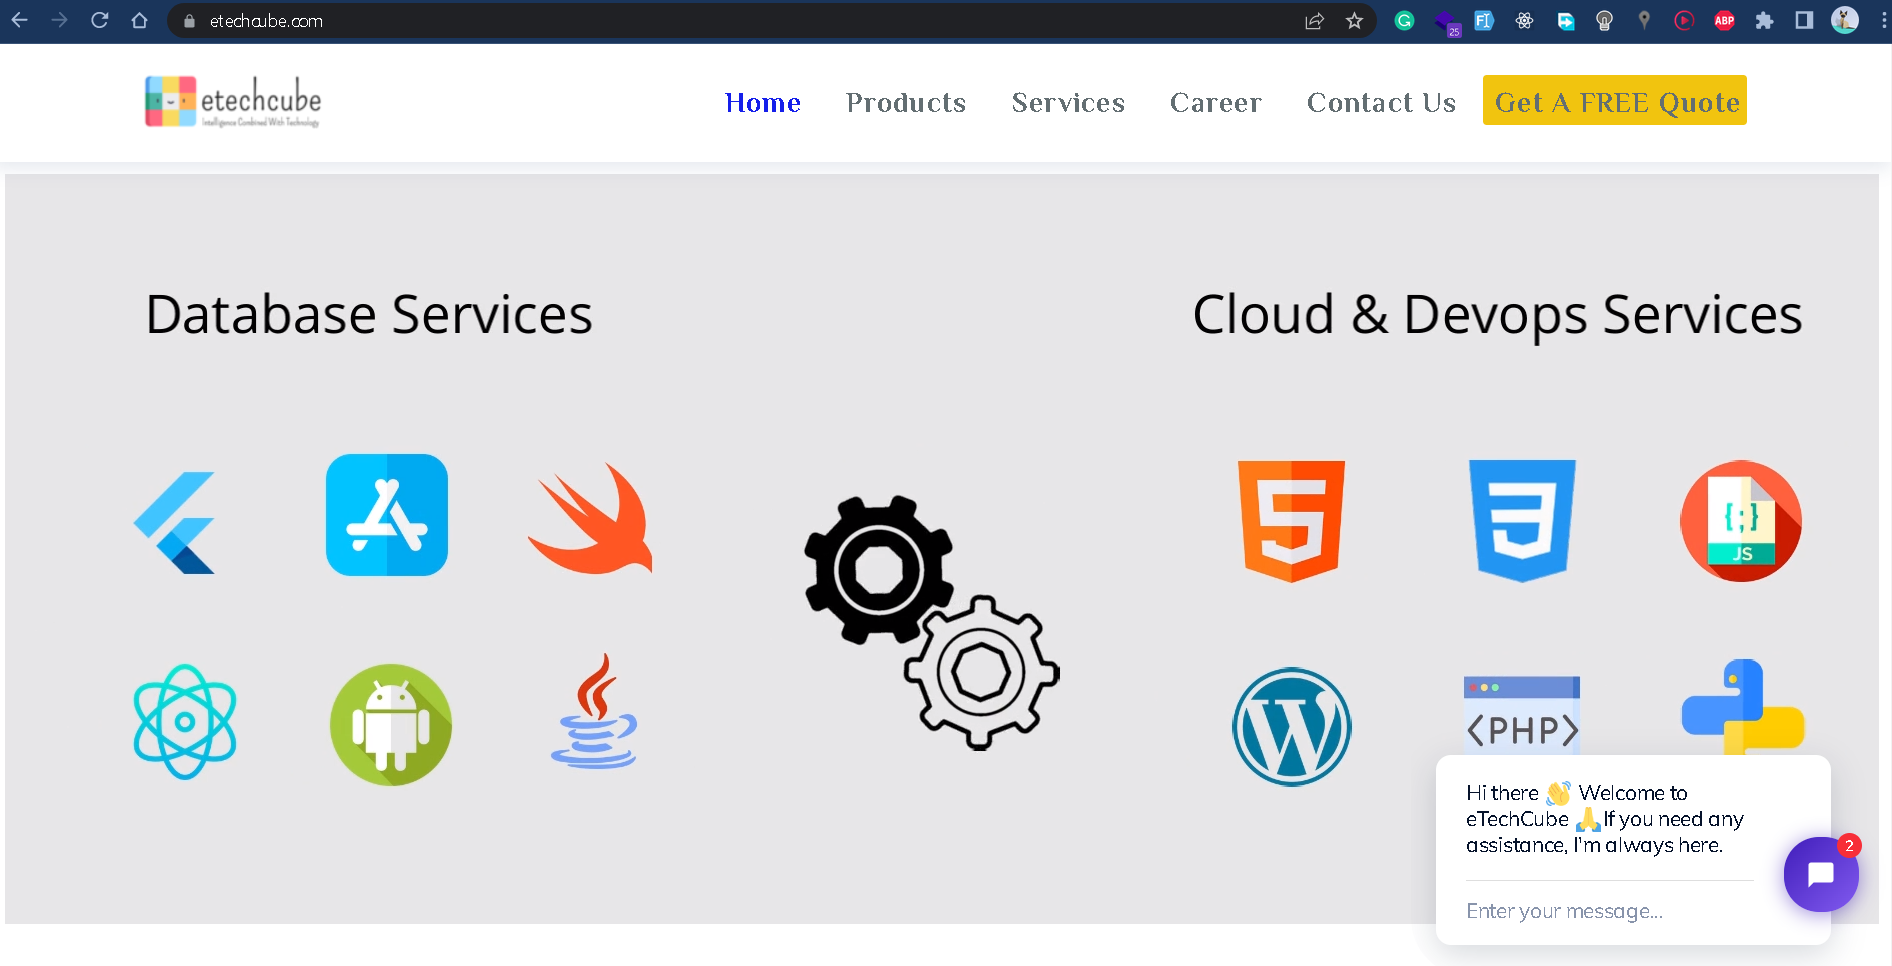 etechcube.com
25
ABP
etechcube
Intelligence Combined With Technology
Home Products Services Career Contact Us Get A FREE Quote
Database Services
Cloud & Devops Services
{;}
JS
<PHP>
Hi there 👋 Welcome to
eTechCube 🙏If you need any
assistance, I'm always here.
2
Enter your message...